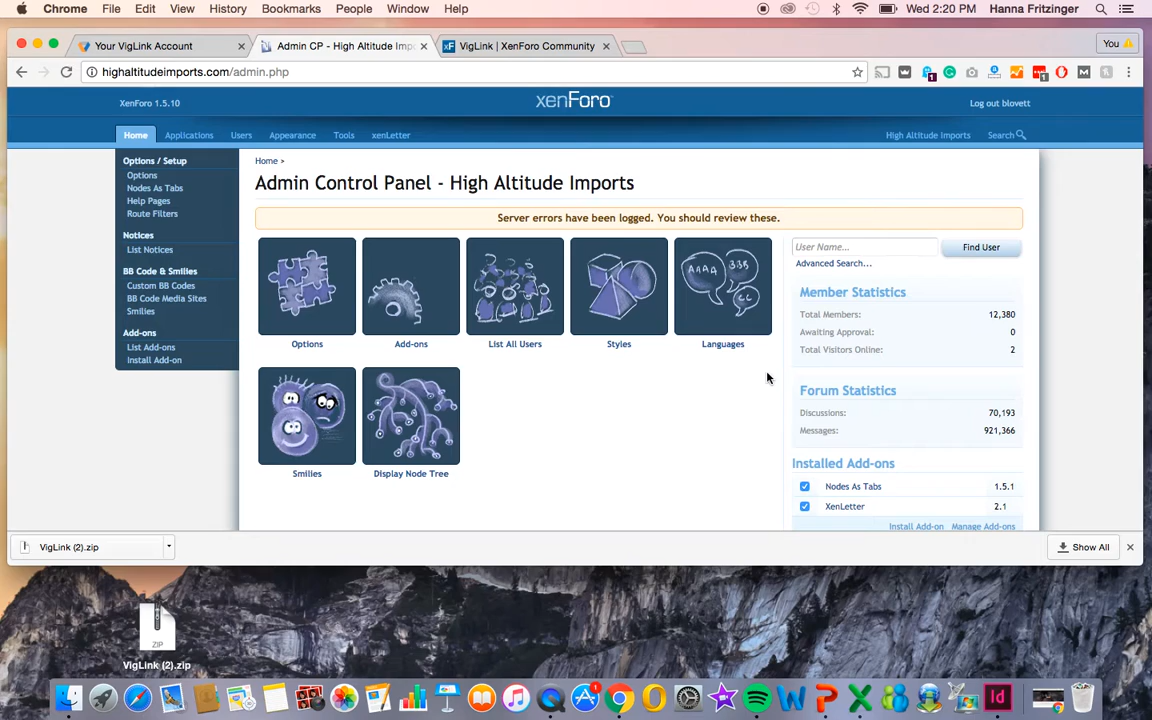 Chrome File Edit View History Bookmarks People Window Help Wed 2:20 PM Hanna Fritzinger
Your VigLink Account Admin CP - High Altitude Imp VigLink | XenForo Community You
highaltitudeimports.com/admin.php
XenForo 1.5.10 xenForo Log out blovett
Home Applications Users Appearance Tools xenLetter High Altitude Imports Search
Options / Setup
Options
Nodes As Tabs
Help Pages
Route Filters
Notices
List Notices
BB Code & Smilies
Custom BB Codes
BB Code Media Sites
Smilies
Add-ons
List Add-ons
Install Add-on
Home >
Admin Control Panel - High Altitude Imports
Server errors have been logged. You should review these.
AAAA BBB CC
Options Add-ons List All Users Styles Languages
Smilies Display Node Tree
User Name... Find User
Advanced Search...
Member Statistics
Total Members: 12,380
Awaiting Approval: 0
Total Visitors Online: 2
Forum Statistics
Discussions: 70,193
Messages: 921,366
Installed Add-ons
Nodes As Tabs 1.5.1
XenLetter 2.1
Install Add-on Manage Add-ons
VigLink (2).zip Show All
ZIP
VigLink (2).zip
Id